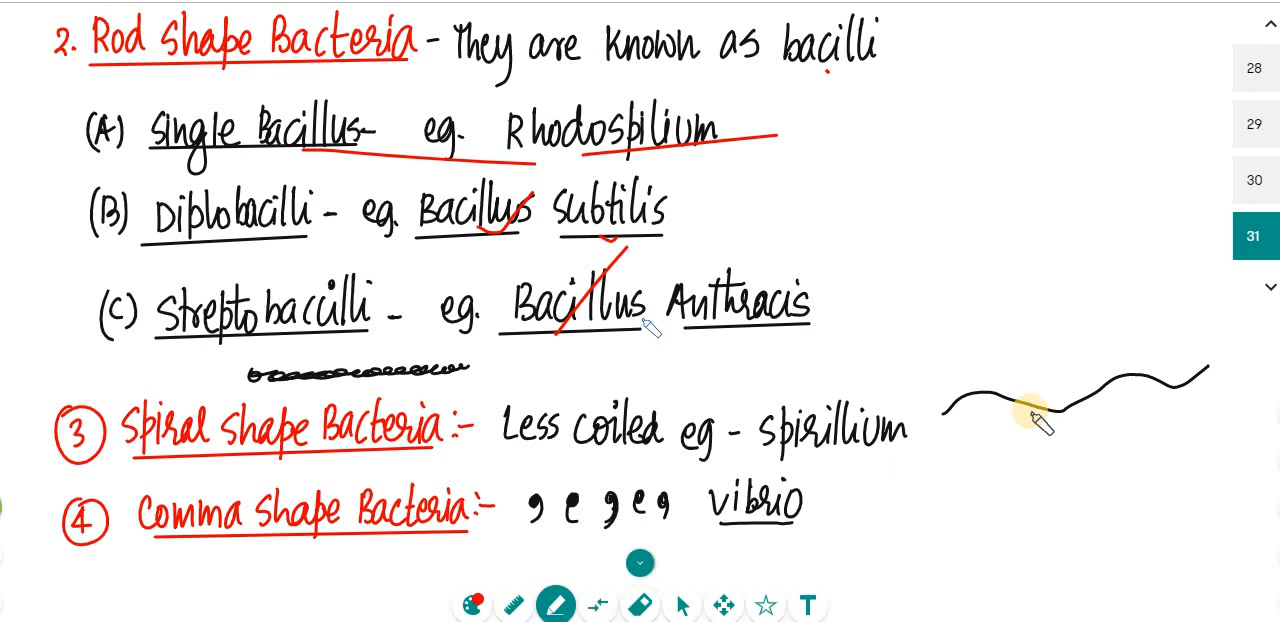 2. Rod Shape Bacteria - They are known as bacilli
(A) Single Bacillus- eg. Rhodospilium
(B) Diplobacilli - eg. Bacillus Subtilis
(C) Streptobaccilli - eg. Bacillus Anthracis
③ Spiral Shape Bacteria:- Less coiled eg - Spirillium
④ Comma Shape Bacteria:- vibrio
28
29
30
31
T